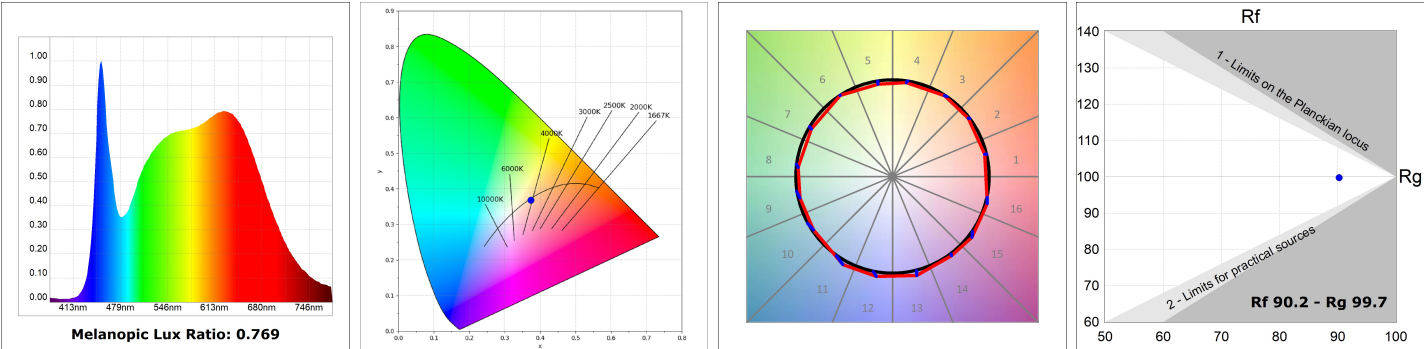 1.00
0.90
0.80
0.70
0.60
0.50
0.40
0.30
0.20
0.10
0.00
413nm 479nm 546nm 613nm 680nm 746nm
Melanopic Lux Ratio: 0.769
0.9
0.8
0.7
0.6
0.5
0.4
0.3
0.2
0.1
0.0
y
0.0 0.1 0.2 0.3 0.4 0.5 0.6 0.7 0.8
x
10000K
6000K
4000K
3000K
2500K
2000K
1667K
1
2
3
4
5
6
7
8
9
10
11
12
13
14
15
16
Rf
140
130
120
110
100
90
80
70
60
1 - Limits on the Planckian locus
Rg
2 - Limits for practical sources
Rf 90.2 - Rg 99.7
50 60 70 80 90 100